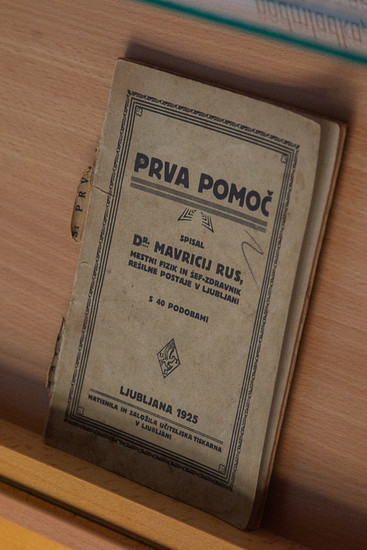 PRVA POMOČ
SPISAL
DR. MAVRICIJ RUS,
MESTNI FIZIK IN ŠEF-ZDRAVNIK
REŠILNE POSTAJE V LJUBLJANI
S 40 PODOBAMI
LJUBLJANA 1925
NATISNILA IN ZALOŽILA UČITELJSKA TISKARNA
V LJUBLJANI
PRV